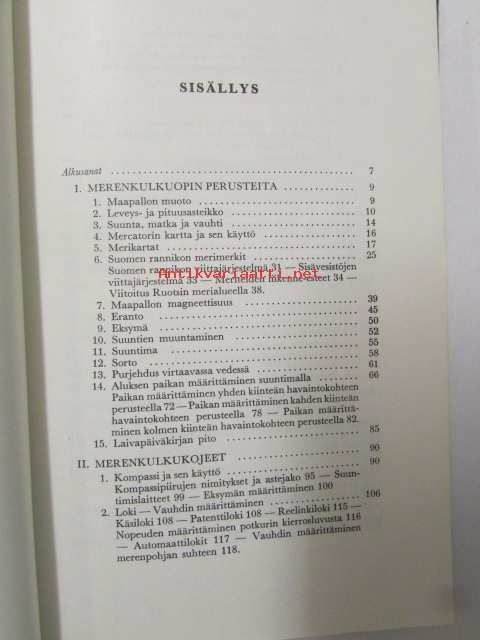 SISÄLLYS
Alkusanat 7
I. MERENKULKUOPIN PERUSTEITA 9
1. Maapallon muoto 9
2. Leveys- ja pituusasteikko 10
3. Suunta, matka ja vauhti 14
4. Mercatorin kartta ja sen käyttö 16
5. Merikartat 17
6. Suomen rannikon merimerkit 25
Suomen rannikon viittajärjestelmä 31 — Sisävesistöjen
viittajärjestelmä 33 — Merneiden liikenne-esteet 34 —
Viitoitus Ruotsin merialueella 38.
antikvariaatti.net
7. Maapallon magneettisuus 39
8. Eranto 45
9. Eksymä 50
10. Suuntien muuntaminen 52
11. Suuntima 55
12. Sorto 58
13. Purjehdus virtaavassa vedessä 61
14. Aluksen paikan määrittäminen suuntimalla 66
Paikan määrittäminen yhden kiinteän havaintokohteen
perusteella 72 — Paikan määrittäminen kahden kiinteän
havaintokohteen perusteella 78 — Paikan määrittä-
minen kolmen kiinteän havaintokohteen perusteella 82.
15. Laivapäiväkirjan pito 85
II. MERENKULKUKOJEET 90
1. Kompassi ja sen käyttö 90
Kompassipiirujen nimitykset ja astejako 95 — Suun-
timislaitteet 99 — Eksymän määrittäminen 100
2. Loki — Vauhdin määrittäminen 106
Käsiloki 108 — Patenttiloki 108 — Reelinkiloki 115 —
Nopeuden määrittäminen potkurin kierrosluvusta 116
— Automaattilokit 117 — Vauhdin määrittäminen
merenpohjan suhteen 118.